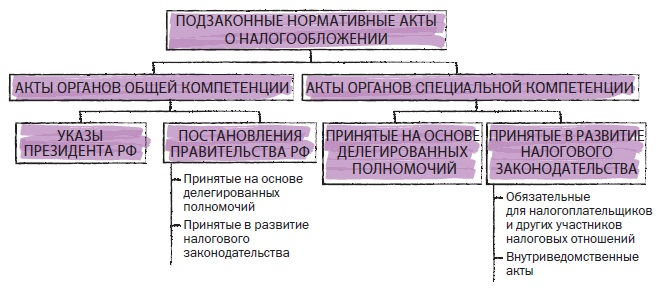 ПОДЗАКОННЫЕ НОРМАТИВНЫЕ АКТЫ
О НАЛОГООБЛОЖЕНИИ
АКТЫ ОРГАНОВ ОБЩЕЙ КОМПЕТЕНЦИИ
АКТЫ ОРГАНОВ СПЕЦИАЛЬНОЙ КОМПЕТЕНЦИИ
УКАЗЫ
ПРЕЗИДЕНТА РФ
ПОСТАНОВЛЕНИЯ
ПРАВИТЕЛЬСТВА РФ
Принятые на основе
делегированных
полномочий
Принятые в развитие
налогового
законодательства
ПРИНЯТЫЕ НА ОСНОВЕ
ДЕЛЕГИРОВАННЫХ
ПОЛНОМОЧИЙ
ПРИНЯТЫЕ В РАЗВИТИЕ
НАЛОГОВОГО
ЗАКОНОДАТЕЛЬСТВА
Обязательные
для налогоплательщиков
и других участников
налоговых отношений
Внутриведомственные
акты